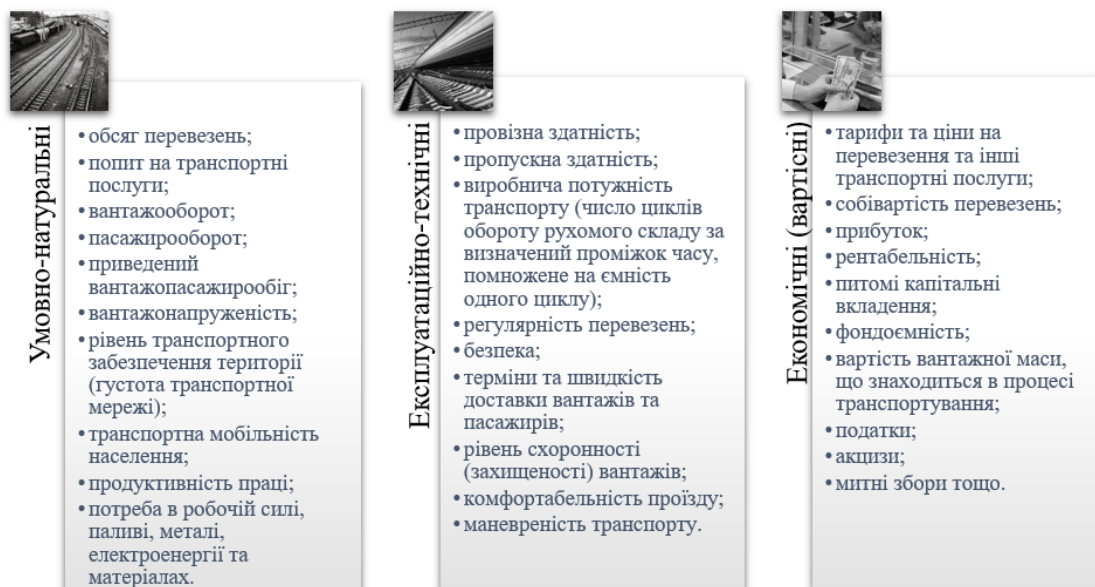 Умовно-натуральні
• обсяг перевезень;
• попит на транспортні
послуги;
• вантажооборот;
• пасажирооборот;
• приведений
вантажопасажирообіг;
• вантажонапруженість;
• рівень транспортного
забезпечення території
(густота транспортної
мережі);
• транспортна мобільність
населення;
• продуктивність праці;
• потреба в робочій силі,
паливі, металі,
електроенергії та
матеріалах.
Експлуатаційно-технічні
• провізна здатність;
• пропускна здатність;
• виробнича потужність
транспорту (число циклів
обороту рухомого складу за
визначений проміжок часу,
помножене на ємність
одного циклу);
• регулярність перевезень;
• безпека;
• терміни та швидкість
доставки вантажів та
пасажирів;
• рівень схоронності
(захищеності) вантажів;
• комфортабельність проїзду;
• маневреність транспорту.
Економічні (вартісні)
• тарифи та ціни на
перевезення та інші
транспортні послуги;
• собівартість перевезень;
• прибуток;
• рентабельність;
• питомі капітальні
вкладення;
• фондоємність;
• вартість вантажної маси,
що знаходиться в процесі
транспортування;
• податки;
• акцизи;
• митні збори тощо.